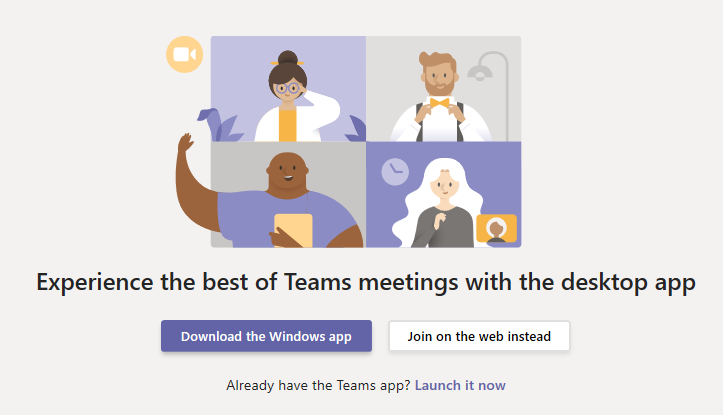 Experience the best of Teams meetings with the desktop app
Download the Windows app
Join on the web instead
Already have the Teams app? Launch it now